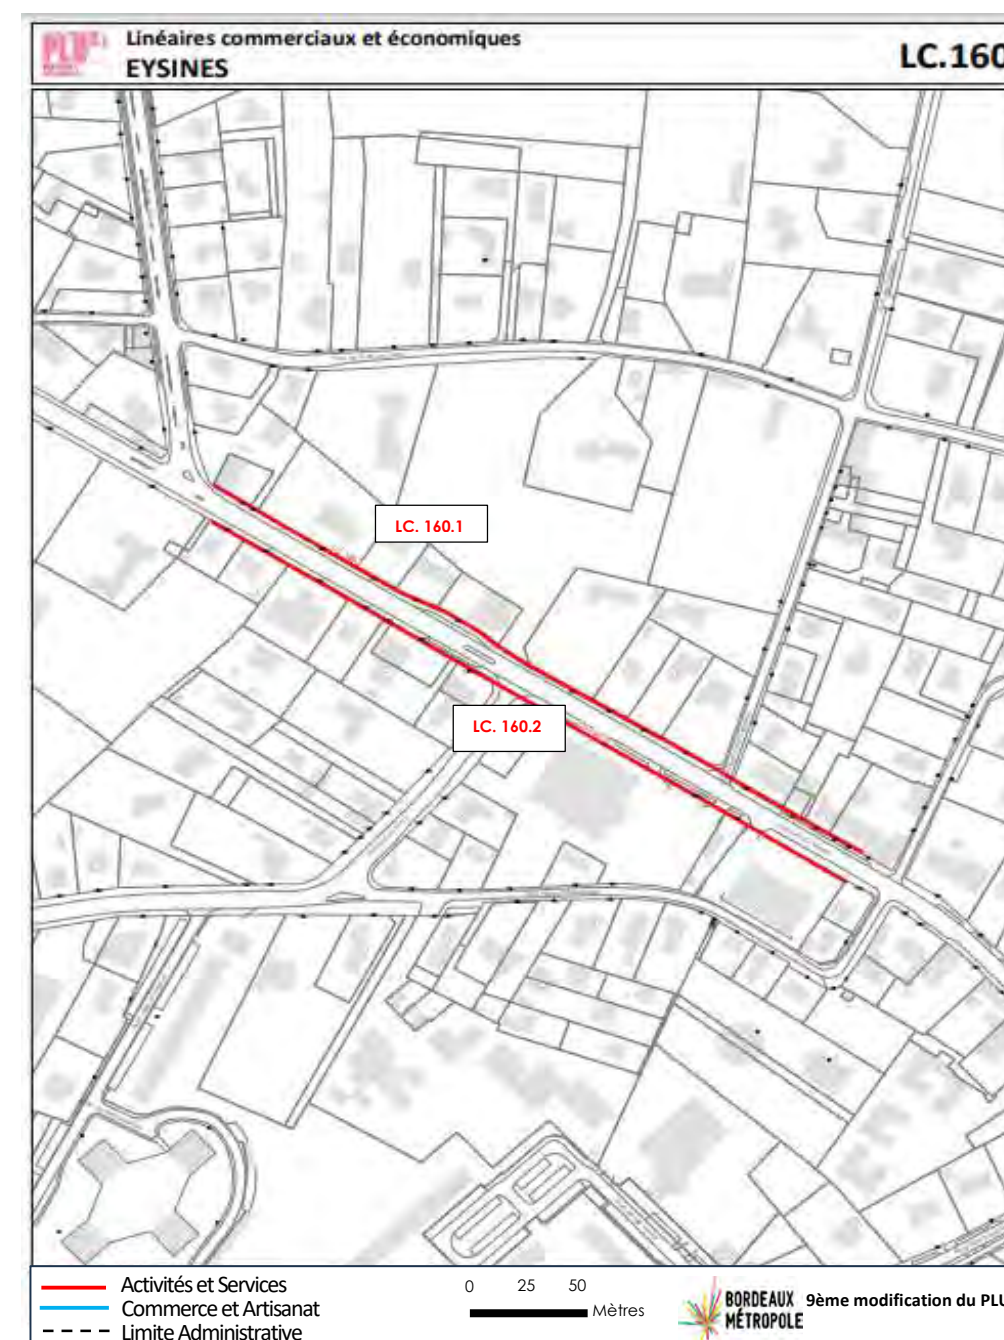 PLU
Linéaires commerciaux et économiques
EYSINES
LC.160
LC. 160.1
LC. 160.2
Activités et Services
Commerce et Artisanat
Limite Administrative
0 25 50
Mètres
BORDEAUX
MÉTROPOLE
9ème modification du PLU